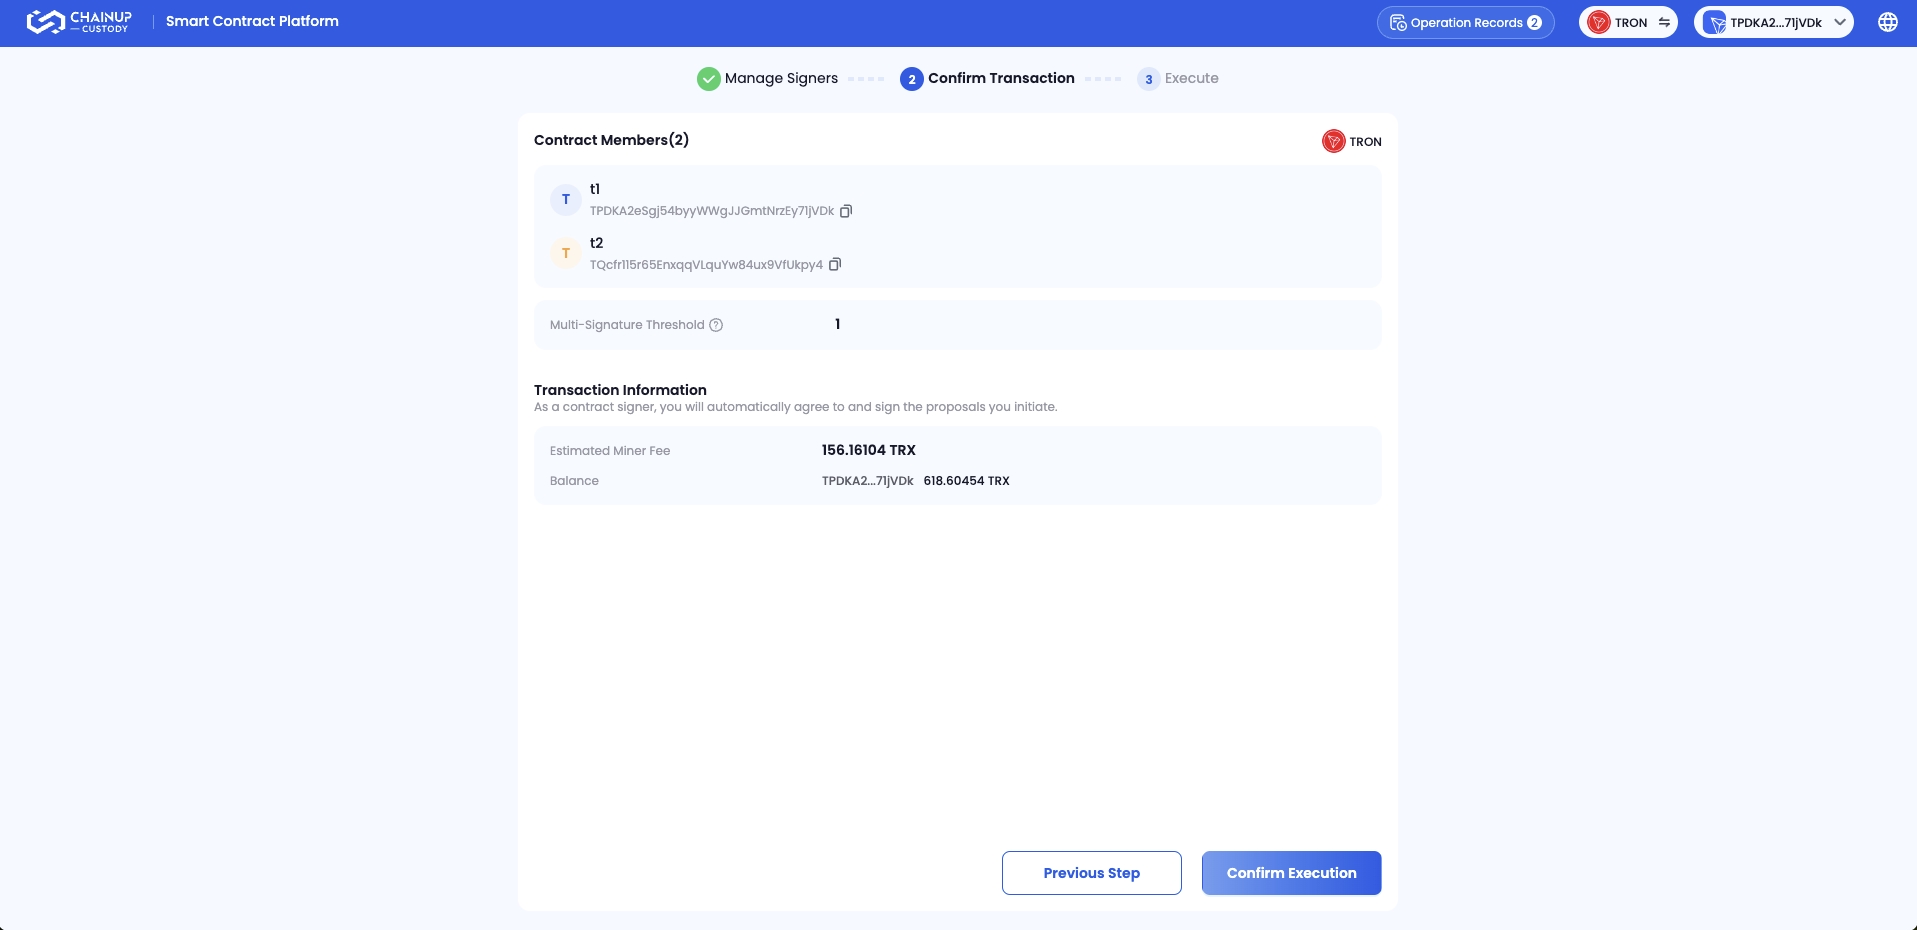 CHAINUP
CUSTODY
Smart Contract Platform
Operation Records 2
TRON
TPDKA2...71jVDk
Manage Signers
2 Confirm Transaction
3 Execute
Contract Members(2)
TRON
T
t1
TPDKA2eSgj54byyWWgJJGmtNrzEy71jVDk
T
t2
TQcfr115r65EnxqqVLquYw84ux9VfUkpy4
Multi-Signature Threshold ? 1
Transaction Information
As a contract signer, you will automatically agree to and sign the proposals you initiate.
Estimated Miner Fee 156.16104 TRX
Balance TPDKA2...71jVDk 618.60454 TRX
Previous Step
Confirm Execution